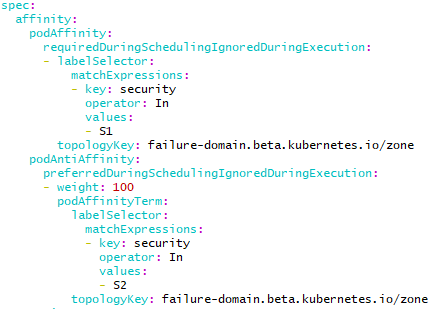 spec:
  affinity:
    podAffinity:
      requiredDuringSchedulingIgnoredDuringExecution:
      - labelSelector:
          matchExpressions:
          - key: security
            operator: In
            values:
            - S1
        topologyKey: failure-domain.beta.kubernetes.io/zone
    podAntiAffinity:
      preferredDuringSchedulingIgnoredDuringExecution:
      - weight: 100
        podAffinityTerm:
          labelSelector:
            matchExpressions:
            - key: security
              operator: In
              values:
              - S2
          topologyKey: failure-domain.beta.kubernetes.io/zone